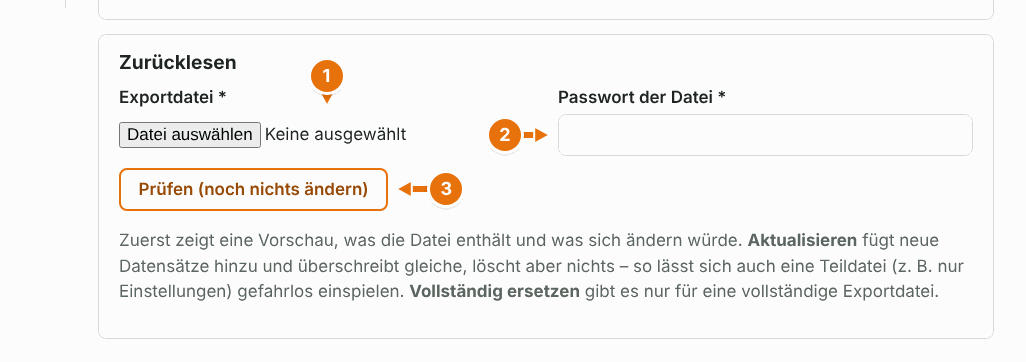 Zurücklesen
1
Exportdatei *
Passwort der Datei *
Datei auswählen Keine ausgewählt
2
Prüfen (noch nichts ändern)
3
Zuerst zeigt eine Vorschau, was die Datei enthält und was sich ändern würde. Aktualisieren fügt neue
Datensätze hinzu und überschreibt gleiche, löscht aber nichts – so lässt sich auch eine Teildatei (z. B. nur
Einstellungen) gefahrlos einspielen. Vollständig ersetzen gibt es nur für eine vollständige Exportdatei.